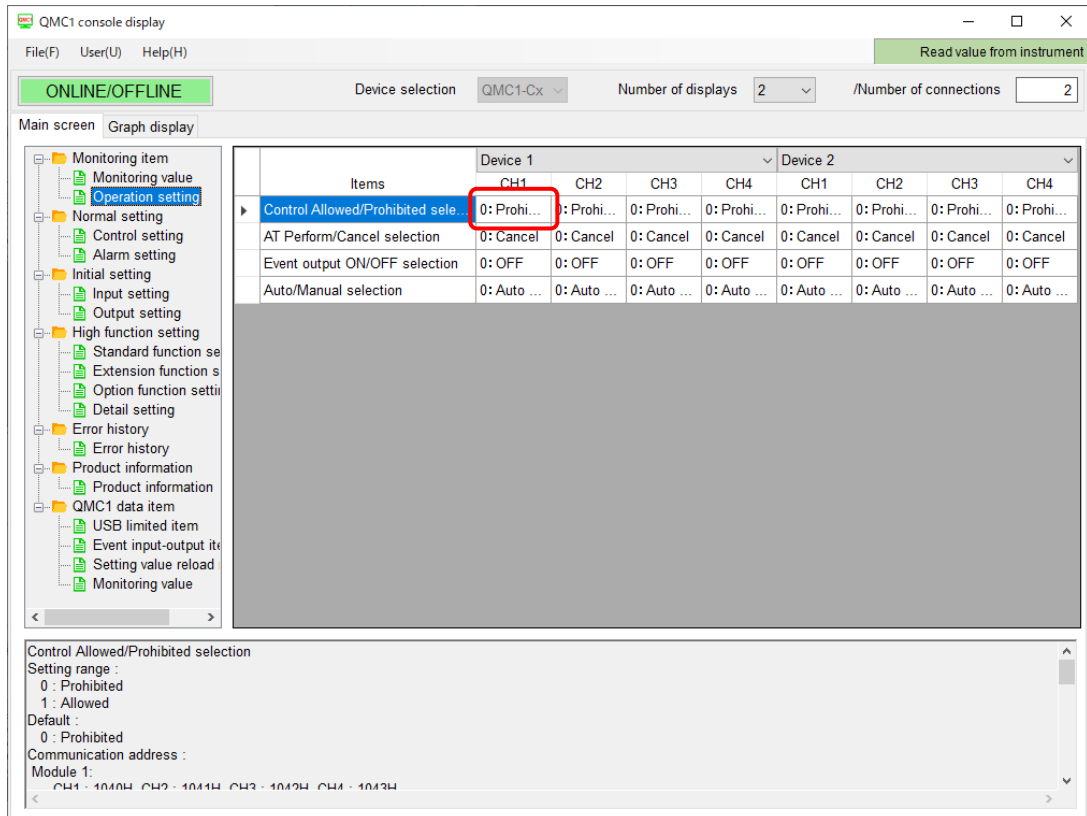 QMC1 console display
File(F) User(U) Help(H) Read value from instrument
ONLINE/OFFLINE Device selection QMC1-Cx Number of displays 2 /Number of connections 2
Main screen Graph display
Monitoring item
Monitoring value
Operation setting
Normal setting
Control setting
Alarm setting
Initial setting
Input setting
Output setting
High function setting
Standard function se
Extension function s
Option function settin
Detail setting
Error history
Error history
Product information
Product information
QMC1 data item
USB limited item
Event input-output ite
Setting value reload
Monitoring value
Device 1 Device 2
Items CH1 CH2 CH3 CH4 CH1 CH2 CH3 CH4
Control Allowed/Prohibited sele... 0: Prohi... 0: Prohi... 0: Prohi... 0: Prohi... 0: Prohi... 0: Prohi... 0: Prohi... 0: Prohi...
AT Perform/Cancel selection 0: Cancel 0: Cancel 0: Cancel 0: Cancel 0: Cancel 0: Cancel 0: Cancel 0: Cancel
Event output ON/OFF selection 0: OFF 0: OFF 0: OFF 0: OFF 0: OFF 0: OFF 0: OFF 0: OFF
Auto/Manual selection 0: Auto ... 0: Auto ... 0: Auto ... 0: Auto ... 0: Auto ... 0: Auto ... 0: Auto ... 0: Auto ...
Control Allowed/Prohibited selection
Setting range :
0 : Prohibited
1 : Allowed
Default :
0 : Prohibited
Communication address :
Module 1:
CH1 : 1040H, CH2 : 1041H, CH3 : 1042H, CH4 : 1043H